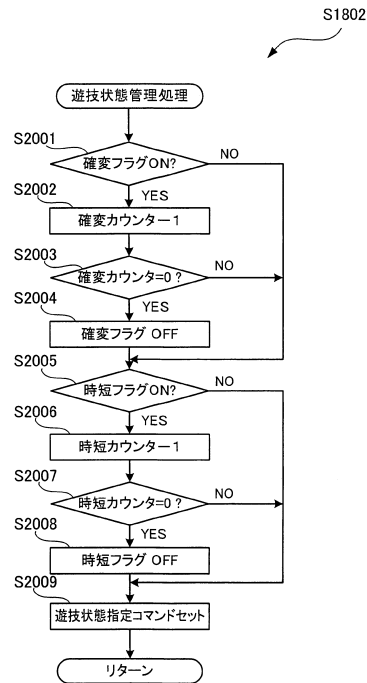 S1802
遊技状態管理処理
S2001
確変フラグON?
NO
YES
S2002
確変カウンター1
S2003
確変カウンタ=0?
NO
YES
S2004
確変フラグ OFF
S2005
時短フラグON?
NO
YES
S2006
時短カウンター1
S2007
時短カウンタ=0?
NO
YES
S2008
時短フラグ OFF
S2009
遊技状態指定コマンドセット
リターン